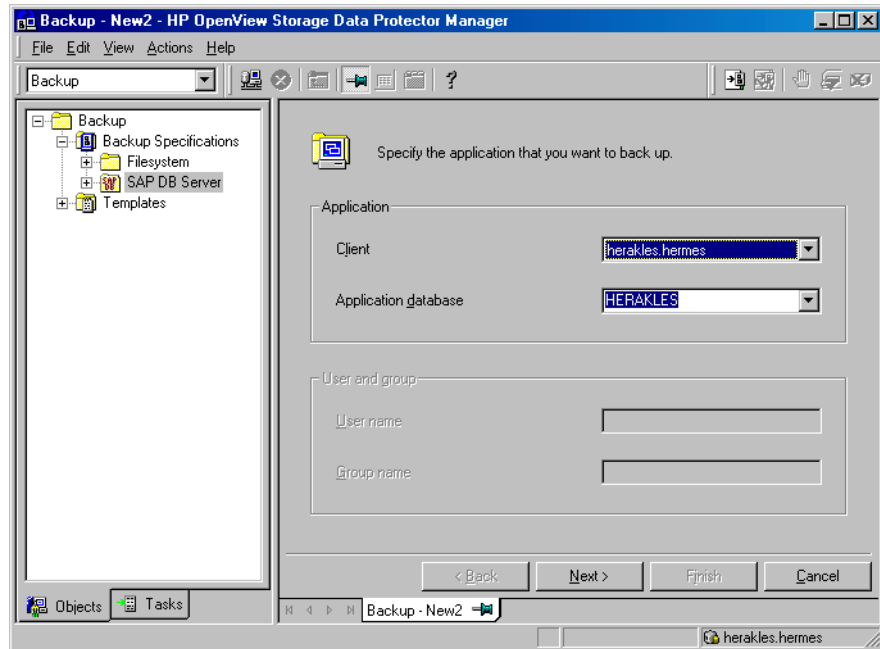 Backup - New2 - HP OpenView Storage Data Protector Manager
File Edit View Actions Help
Backup
?
Backup
Backup Specifications
Filesystem
SAP DB Server
Templates
Specify the application that you want to back up.
Application
Client
herakles.hermes
Application database
HERAKLES
User and group
User name
Group name
< Back
Next >
Finish
Cancel
Objects
Tasks
Backup - New2
herakles.hermes